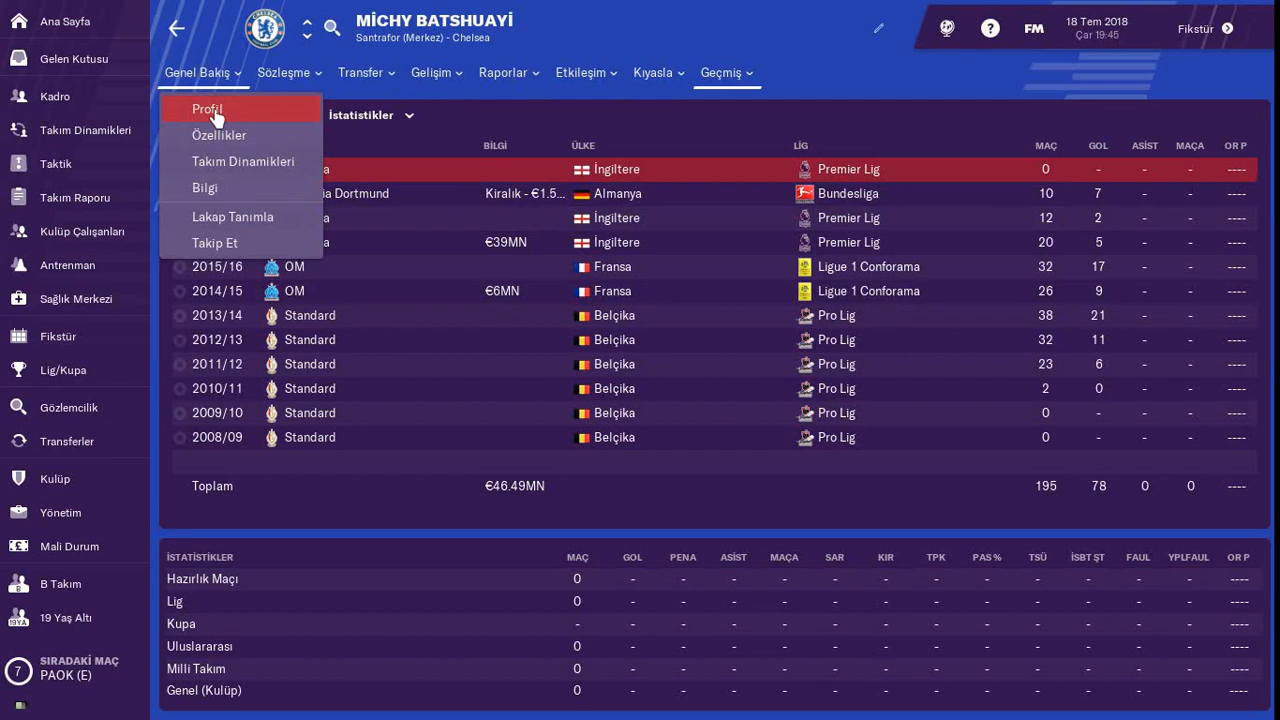 Ana Sayfa
Gelen Kutusu
Kadro
Takım Dinamikleri
Taktik
Takım Raporu
Kulüp Çalışanları
Antrenman
Sağlık Merkezi
Fikstür
Lig/Kupa
Gözlemcilik
Transferler
Kulüp
Yönetim
Mali Durum
B
B Takım
19YA
19 Yaş Altı
7
SIRADAKİ MAÇ
PAOK (E)
MİCHY BATSHUAYİ
Santrafor (Merkez) - Chelsea
? FM
18 Tem 2018
Çar 19:45
Fikstür
Genel Bakış Sözleşme Transfer Gelişim Raporlar Etkileşim Kıyasla Geçmiş
Profil
Özellikler
Takım Dinamikleri
Bilgi
Lakap Tanımla
Takip Et
İstatistikler
BİLGİ ÜLKE LİG MAÇ GOL ASİST MAÇA OR P
a İngiltere Premier Lig 0 - - - ----
ia Dortmund Kiralık - €1.5... Almanya Bundesliga 10 7 - - ----
a İngiltere Premier Lig 12 2 - - ----
a €39MN İngiltere Premier Lig 20 5 - - ----
2015/16 OM Fransa Ligue 1 Conforama 32 17 - - ----
2014/15 OM €6MN Fransa Ligue 1 Conforama 26 9 - - ----
2013/14 Standard Belçika Pro Lig 38 21 - - ----
2012/13 Standard Belçika Pro Lig 32 11 - - ----
2011/12 Standard Belçika Pro Lig 23 6 - - ----
2010/11 Standard Belçika Pro Lig 2 0 - - ----
2009/10 Standard Belçika Pro Lig 0 - - - ----
2008/09 Standard Belçika Pro Lig 0 - - - ----
Toplam €46.49MN 195 78 0 0 ----
İSTATİSTİKLER MAÇ GOL PENA ASİST MAÇA SAR KIR TPK PAS % TSÜ İSBT ŞT FAUL YPLFAUL OR P
Hazırlık Maçı 0 - - - - - - - - - - - - ----
Lig 0 - - - - - - - - - - - - ----
Kupa - - - - - - - - - - - - - ----
Uluslararası 0 - - - - - - - - - - - - ----
Milli Takım 0 - - - - - - - - - - - - ----
Genel (Kulüp) 0 - - - - - - - - - - - - ----